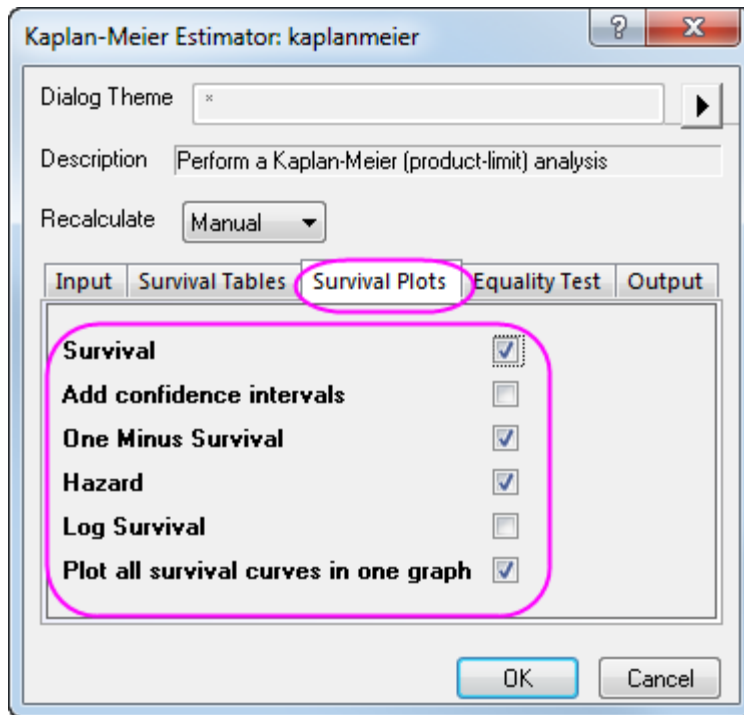 Kaplan-Meier Estimator: kaplanmeier
Dialog Theme *
Description Perform a Kaplan-Meier (product-limit) analysis
Recalculate Manual
Input Survival Tables Survival Plots Equality Test Output
Survival
Add confidence intervals
One Minus Survival
Hazard
Log Survival
Plot all survival curves in one graph
OK Cancel